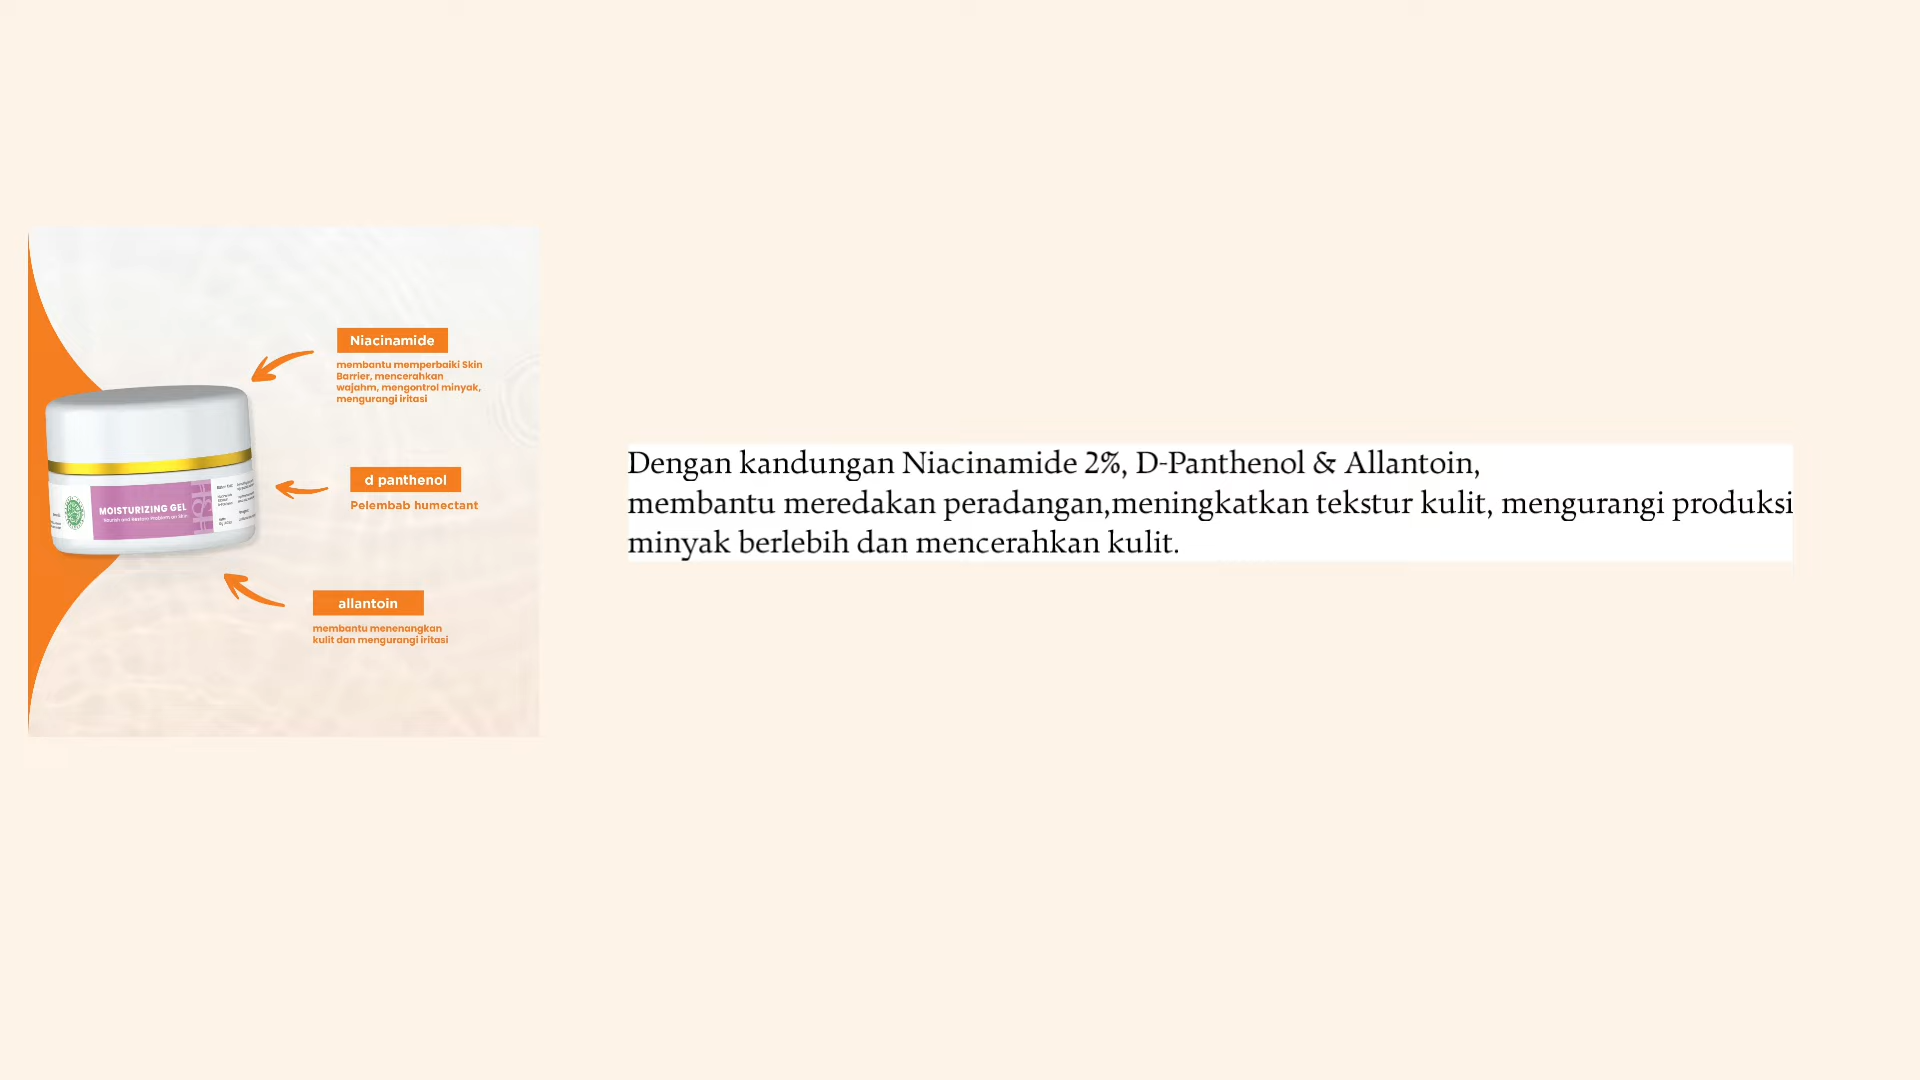 Niacinamide
membantu memperbaiki Skin
Barrier, mencerahkan
wajahm, mengontrol minyak,
mengurangi iritasi
d panthenol
Pelembab humectant
MOISTURIZING GEL
allantoin
membantu menenangkan
kulit dan mengurangi iritasi
Dengan kandungan Niacinamide 2%, D-Panthenol & Allantoin,
membantu meredakan peradangan,meningkatkan tekstur kulit, mengurangi produksi
minyak berlebih dan mencerahkan kulit.